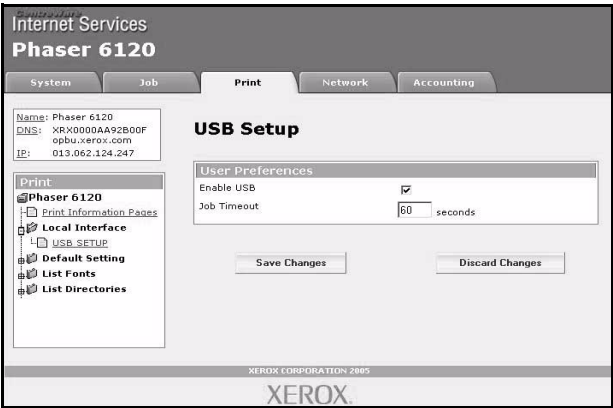 CentreWare
Internet Services
Phaser 6120
System Job Print Network Accounting
Name: Phaser 6120
DNS: XRX0000AA92B00F
opbu.xerox.com
IP: 013.062.124.247
Print
Phaser 6120
Print Information Pages
Local Interface
USB SETUP
Default Setting
List Fonts
List Directories
USB Setup
User Preferences
Enable USB
Job Timeout 60 seconds
Save Changes Discard Changes
XEROX CORPORATION 2005
XEROX.